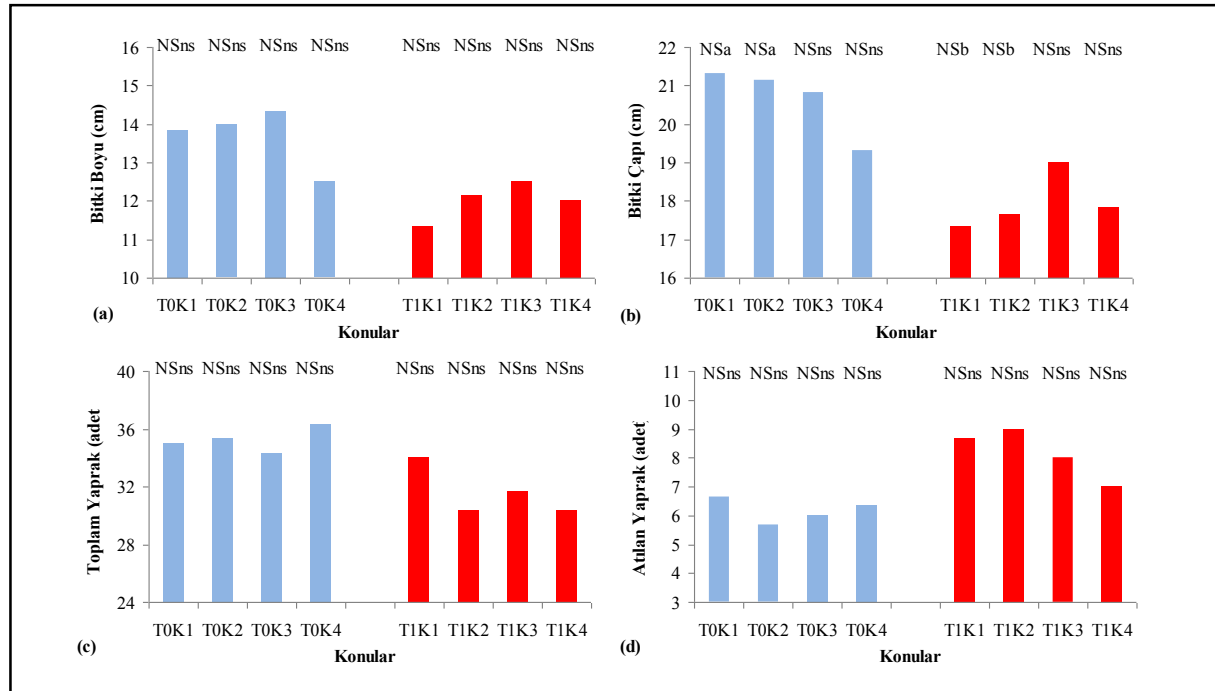 NSns NSns NSns NSns NSns NSns NSns NSns
16
15
14
13
12
11
10
Bitki Boyu (cm)
T0K1 T0K2 T0K3 T0K4 T1K1 T1K2 T1K3 T1K4
(a)
Konular
NSa NSa NSns NSns NSb NSb NSns NSns
22
21
20
19
18
17
16
Bitki Çapı (cm)
T0K1 T0K2 T0K3 T0K4 T1K1 T1K2 T1K3 T1K4
(b)
Konular
NSns NSns NSns NSns NSns NSns NSns NSns
40
36
32
28
24
Toplam Yaprak (adet
T0K1 T0K2 T0K3 T0K4 T1K1 T1K2 T1K3 T1K4
(c)
Konular
NSns NSns NSns NSns NSns NSns NSns NSns
11
10
9
8
7
6
5
4
3
Atılan Yaprak (adet)
T0K1 T0K2 T0K3 T0K4 T1K1 T1K2 T1K3 T1K4
(d)
Konular